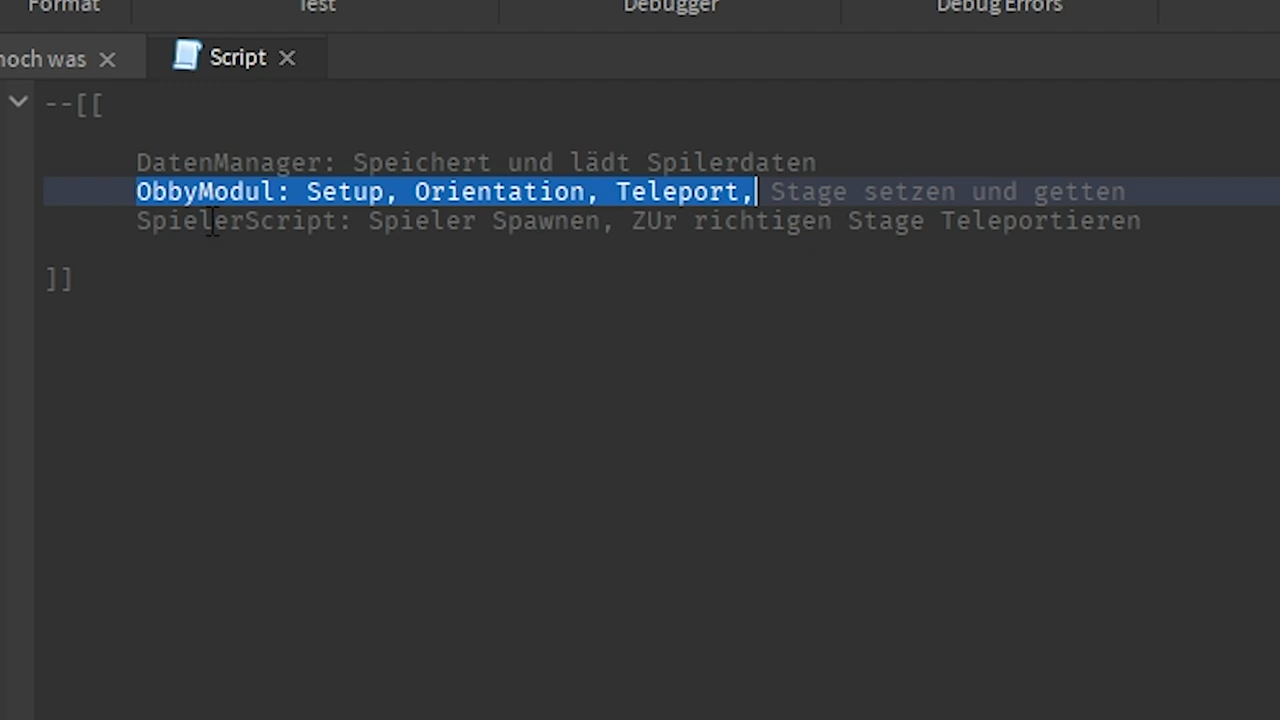 Format Test Debugger Debug Errors
noch was Script
--[[
DatenManager: Speichert und lädt Spilerdaten
ObbyModul: Setup, Orientation, Teleport, Stage setzen und getten
SpielerScript: Spieler Spawnen, ZUr richtigen Stage Teleportieren
]]